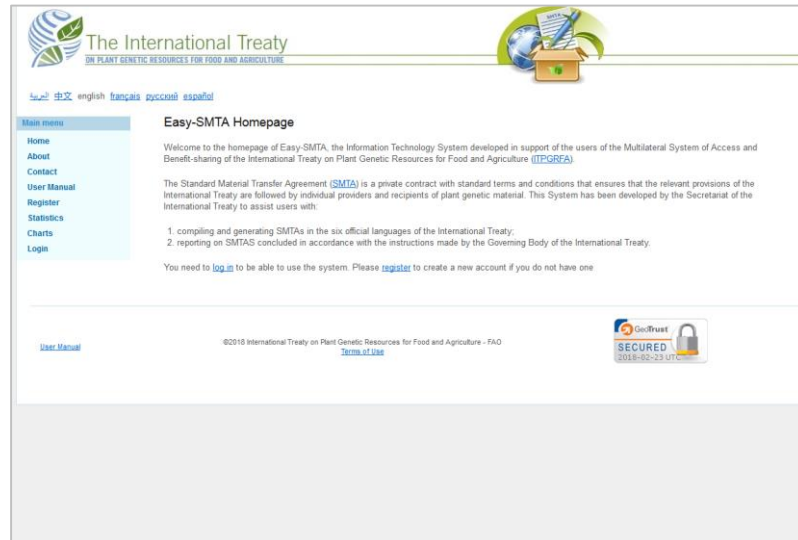 The International Treaty
ON PLANT GENETIC RESOURCES FOR FOOD AND AGRICULTURE
SMTA
العربية 中文 english français русский español
Main menu
Home
About
Contact
User Manual
Register
Statistics
Charts
Login
Easy-SMTA Homepage
Welcome to the homepage of Easy-SMTA, the Information Technology System developed in support of the users of the Multilateral System of Access and
Benefit-sharing of the International Treaty on Plant Genetic Resources for Food and Agriculture (ITPGRFA).
The Standard Material Transfer Agreement (SMTA) is a private contract with standard terms and conditions that ensures that the relevant provisions of the
International Treaty are followed by individual providers and recipients of plant genetic material. This System has been developed by the Secretariat of the
International Treaty to assist users with:
1. compiling and generating SMTAs in the six official languages of the International Treaty;
2. reporting on SMTAS concluded in accordance with the instructions made by the Governing Body of the International Treaty.
You need to log in to be able to use the system. Please register to create a new account if you do not have one
User Manual
©2018 International Treaty on Plant Genetic Resources for Food and Agriculture - FAO
Terms of Use
GeoTrust
SECURED
2018-02-23 UTC